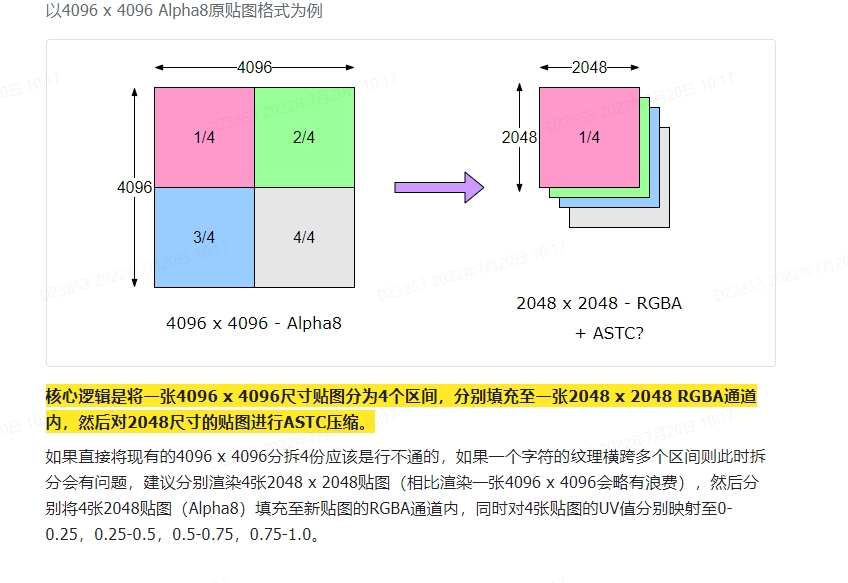 以4096 x 4096 Alpha8原贴图格式为例
4096
2048
1/4
2/4
1/4
2048
4096
3/4
4/4
2048 x 2048 - RGBA
4096 x 4096 - Alpha8
+ ASTC?
核心逻辑是将一张4096 x 4096尺寸贴图分为4个区间，分别填充至一张2048 x 2048 RGBA通道
内，然后对2048尺寸的贴图进行ASTC压缩。
如果直接将现有的4096 x 4096分拆4份应该是行不通的，如果一个字符的纹理横跨多个区间则此时拆
分会有问题，建议分别渲染4张2048 x 2048贴图（相比渲染一张4096 x 4096会略有浪费），然后分
别将4张2048贴图（Alpha8）填充至新贴图的RGBA通道内，同时对4张贴图的UV值分别映射至0-
0.25，0.25-0.5，0.5-0.75，0.75-1.0。
DZ3853 2022年7月20日 10:17